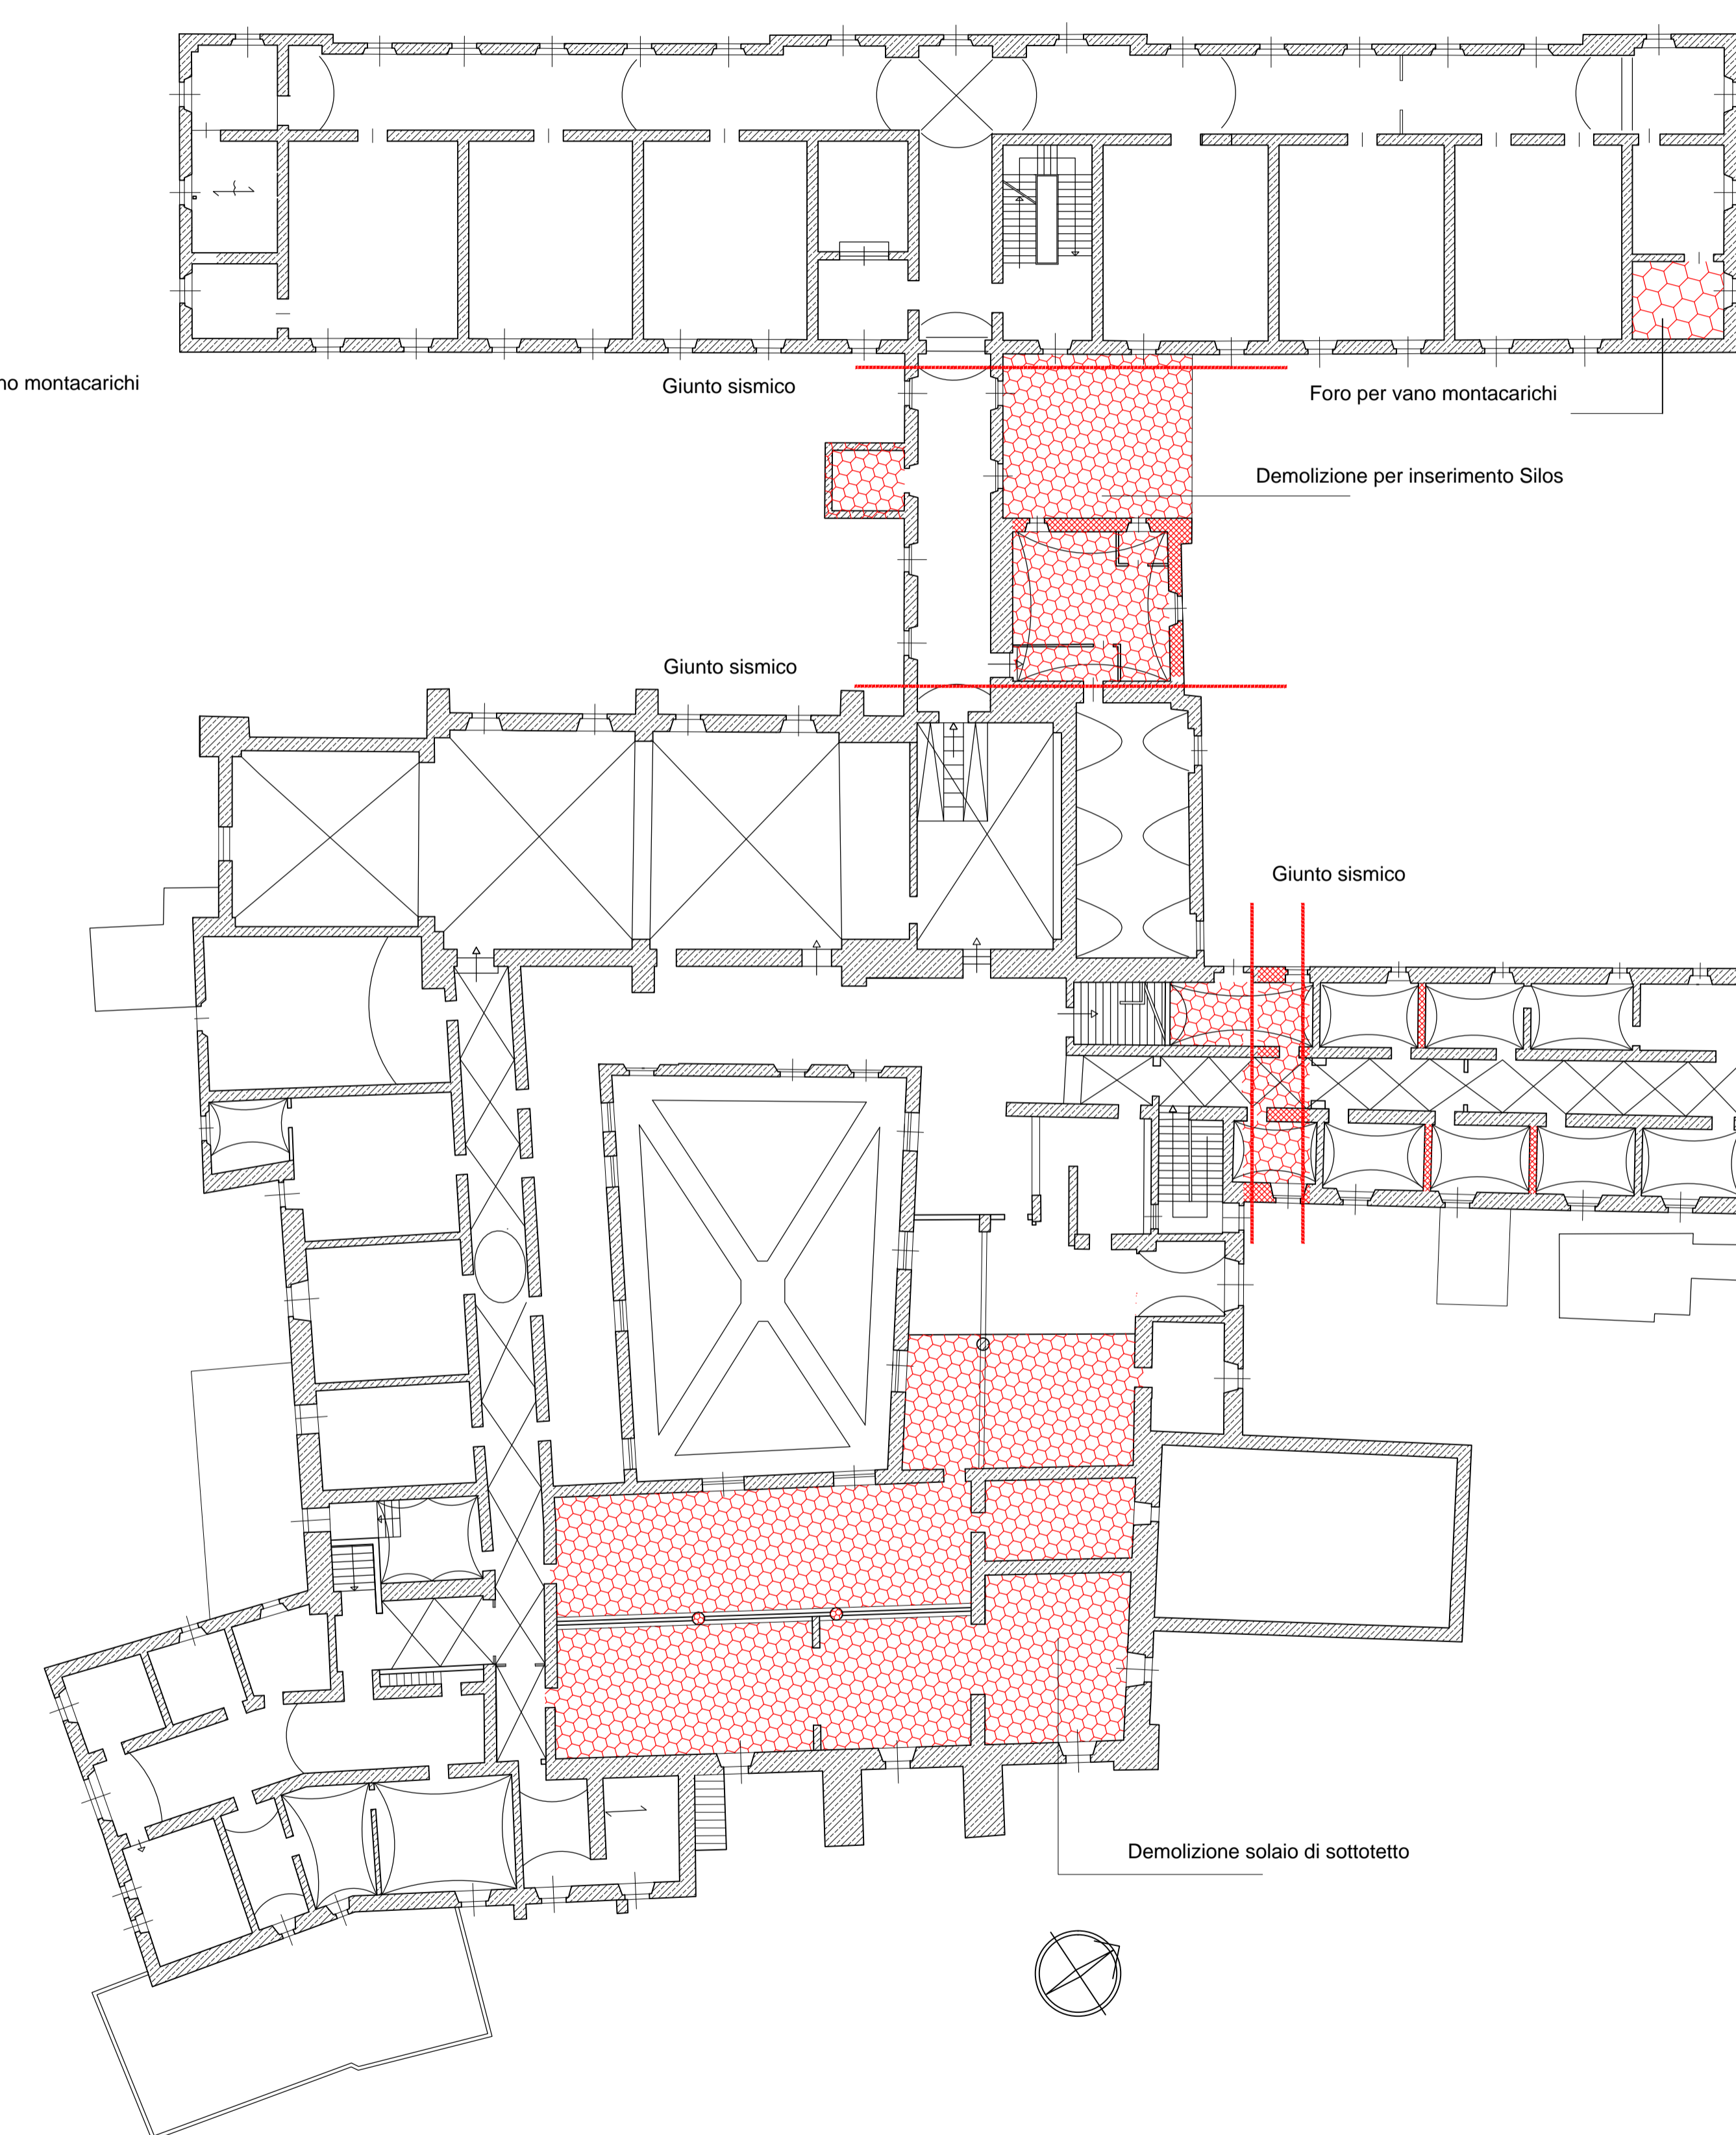 no montacarichi
Giunto sismico
Foro per vano montacarichi
Demolizione per inserimento Silos
Giunto sismico
Giunto sismico
Demolizione solaio di sottotetto